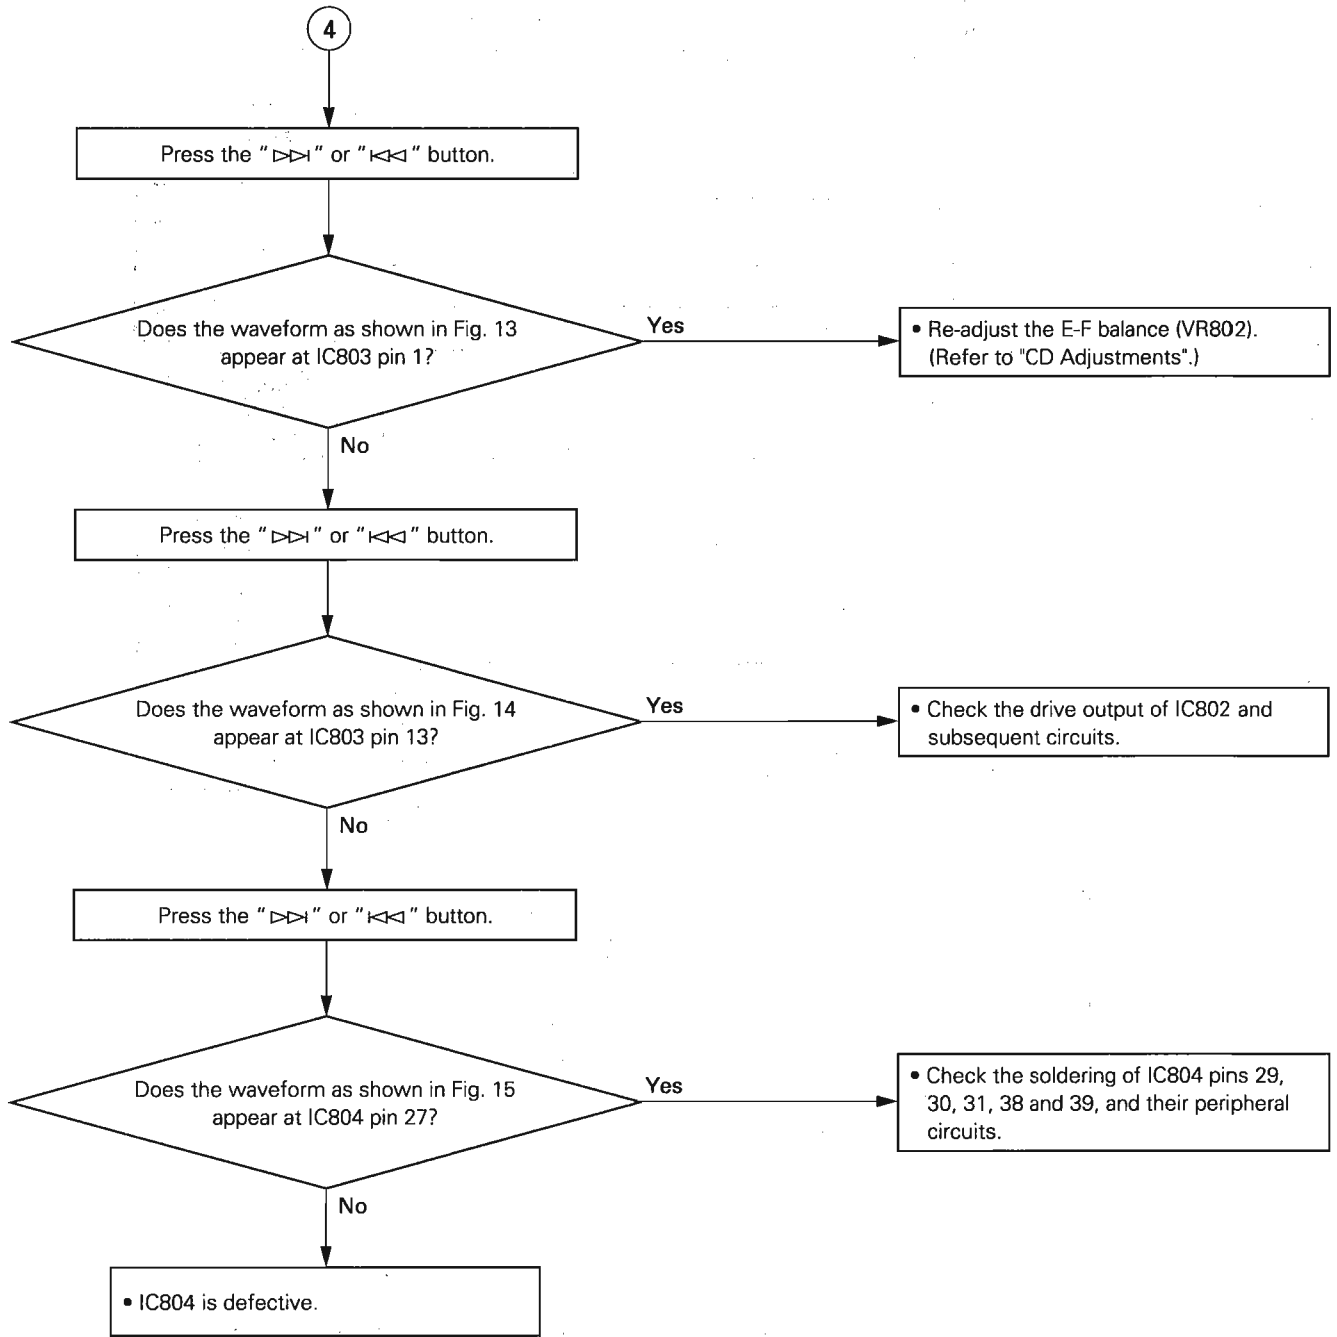 4
Press the "▷▷I" or "I◁◁" button.
Does the waveform as shown in Fig. 13
appear at IC803 pin 1?
Yes
• Re-adjust the E-F balance (VR802).
(Refer to "CD Adjustments".)
No
Press the "▷▷I" or "I◁◁" button.
Does the waveform as shown in Fig. 14
appear at IC803 pin 13?
Yes
• Check the drive output of IC802 and
subsequent circuits.
No
Press the "▷▷I" or "I◁◁" button.
Does the waveform as shown in Fig. 15
appear at IC804 pin 27?
Yes
• Check the soldering of IC804 pins 29,
30, 31, 38 and 39, and their peripheral
circuits.
No
• IC804 is defective.